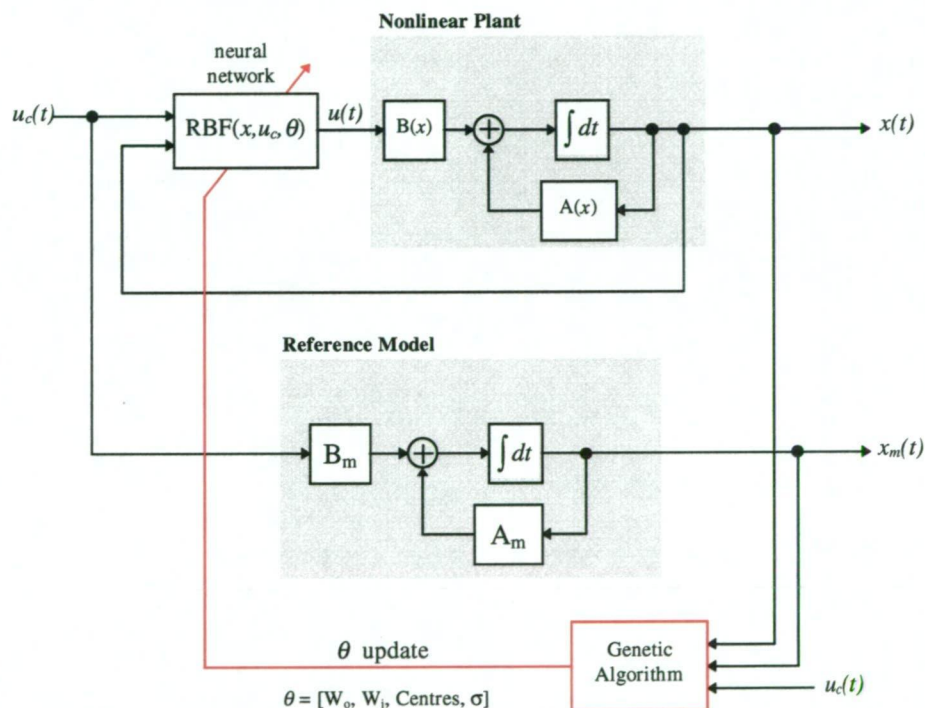 Nonlinear Plant
neural
network
u_c(t)
RBF(x,u_c,θ)
u(t)
B(x)
+
∫dt
x(t)
A(x)
Reference Model
B_m
+
∫dt
x_m(t)
A_m
θ update
Genetic
Algorithm
u_c(t)
θ = [W_o, W_i, Centres, σ]